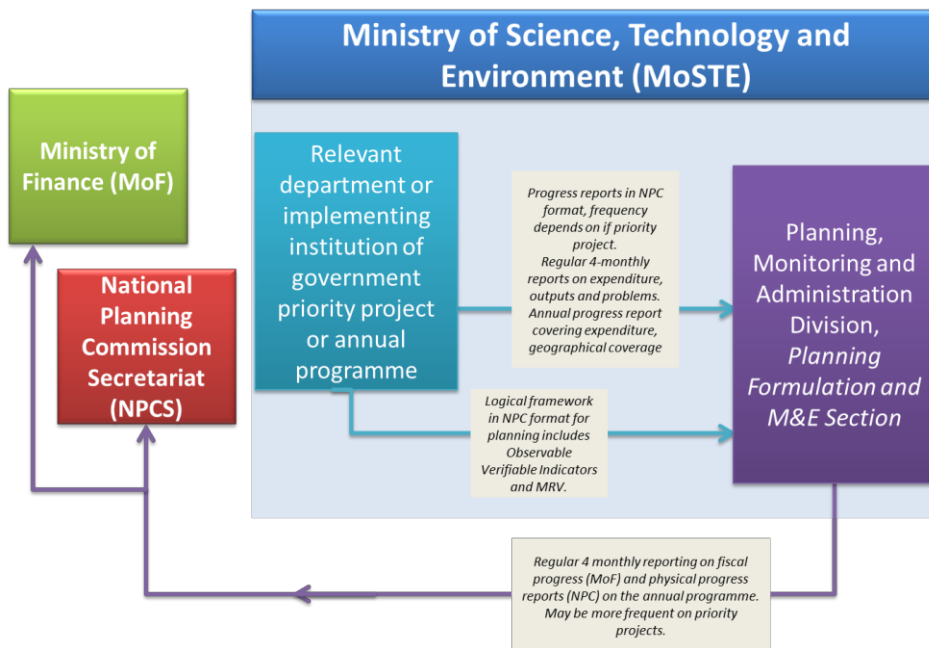 Ministry of Science, Technology and
Environment (MoSTE)
Ministry of
Finance (MoF)
National
Planning
Commission
Secretariat
(NPCS)
Relevant
department or
implementing
institution of
government
priority project
or annual
programme
Progress reports in NPC
format, frequency
depends on if priority
project.
Regular 4-monthly
reports on expenditure,
outputs and problems.
Annual progress report
covering expenditure,
geographical coverage
Logical framework
in NPC format for
planning includes
Observable
Verifiable Indicators
and MRV.
Planning,
Monitoring and
Administration
Division,
Planning
Formulation and
M&E Section
Regular 4 monthly reporting on fiscal
progress (MoF) and physical progress
reports (NPC) on the annual programme.
May be more frequent on priority
projects.